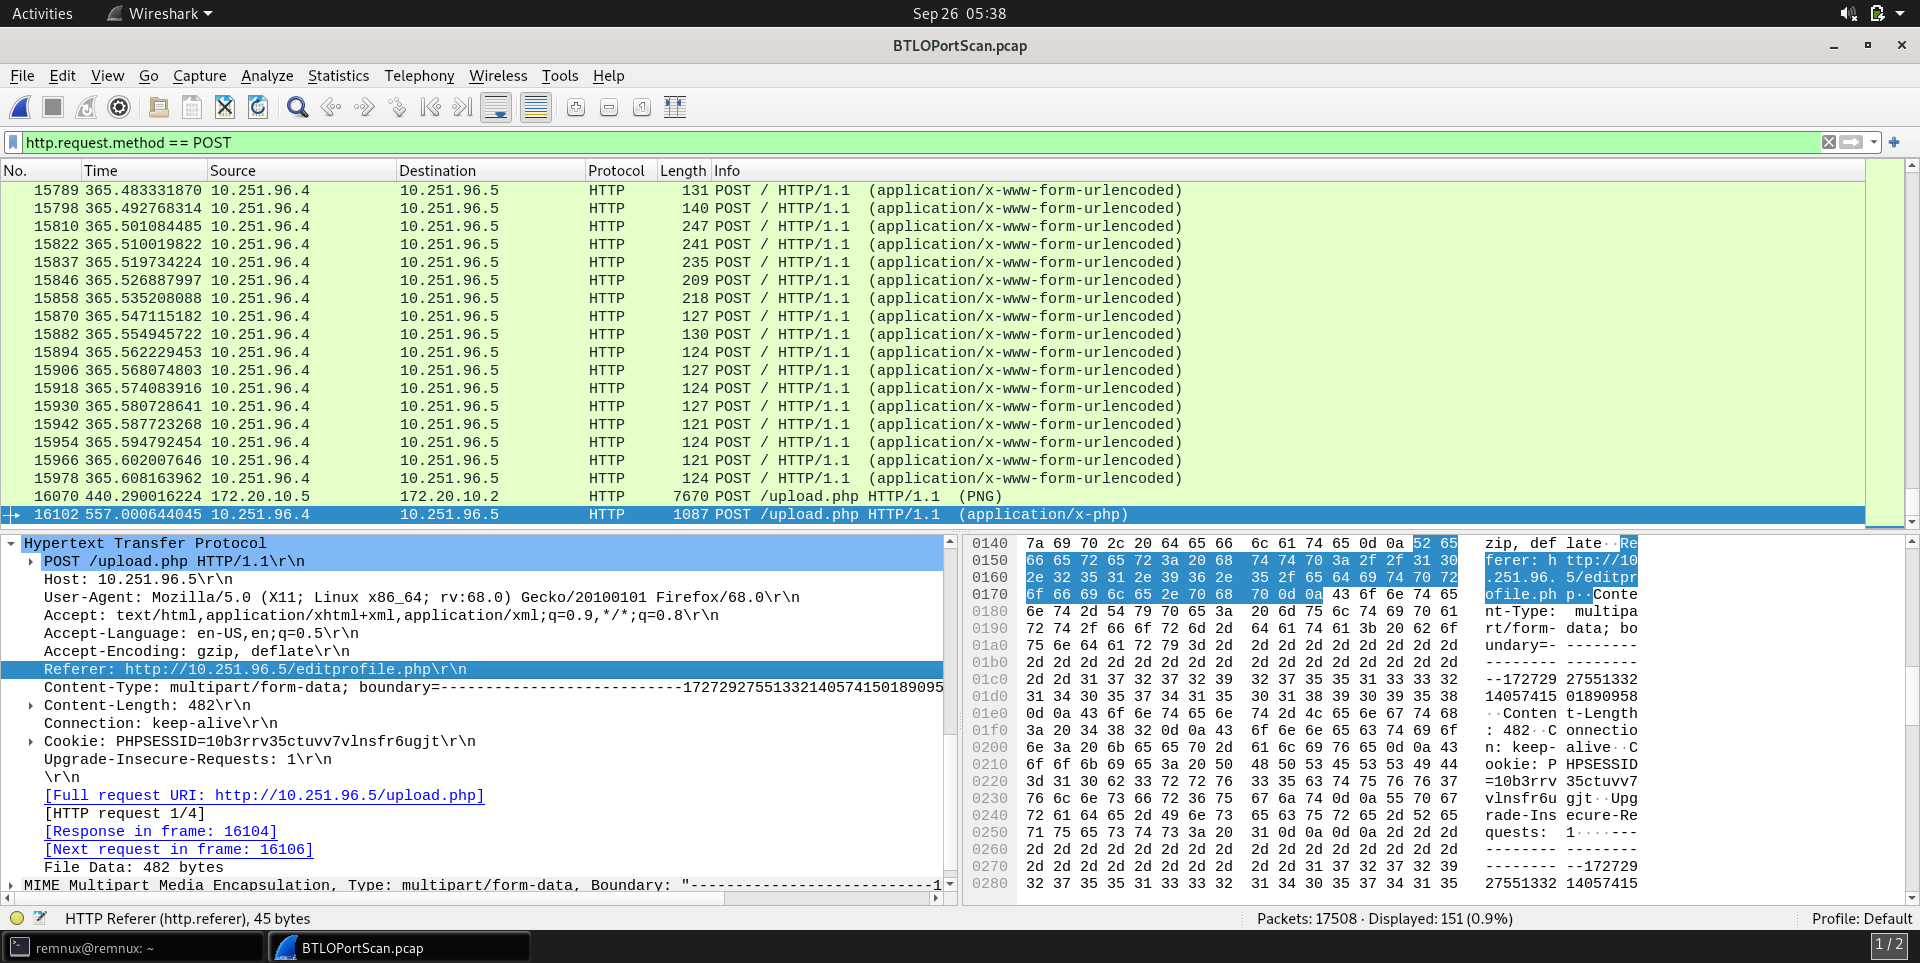 Activities Wireshark Sep 26 05:38
BTLOPortScan.pcap
File Edit View Go Capture Analyze Statistics Telephony Wireless Tools Help
http.request.method == POST
No. Time Source Destination Protocol Length Info
15789 365.483331870 10.251.96.4 10.251.96.5 HTTP 131 POST / HTTP/1.1 (application/x-www-form-urlencoded)
15798 365.492768314 10.251.96.4 10.251.96.5 HTTP 140 POST / HTTP/1.1 (application/x-www-form-urlencoded)
15810 365.501084485 10.251.96.4 10.251.96.5 HTTP 247 POST / HTTP/1.1 (application/x-www-form-urlencoded)
15822 365.510019822 10.251.96.4 10.251.96.5 HTTP 241 POST / HTTP/1.1 (application/x-www-form-urlencoded)
15837 365.519734224 10.251.96.4 10.251.96.5 HTTP 235 POST / HTTP/1.1 (application/x-www-form-urlencoded)
15846 365.526887997 10.251.96.4 10.251.96.5 HTTP 209 POST / HTTP/1.1 (application/x-www-form-urlencoded)
15858 365.535208088 10.251.96.4 10.251.96.5 HTTP 218 POST / HTTP/1.1 (application/x-www-form-urlencoded)
15870 365.547115182 10.251.96.4 10.251.96.5 HTTP 127 POST / HTTP/1.1 (application/x-www-form-urlencoded)
15882 365.554945722 10.251.96.4 10.251.96.5 HTTP 130 POST / HTTP/1.1 (application/x-www-form-urlencoded)
15894 365.562229453 10.251.96.4 10.251.96.5 HTTP 124 POST / HTTP/1.1 (application/x-www-form-urlencoded)
15906 365.568074803 10.251.96.4 10.251.96.5 HTTP 127 POST / HTTP/1.1 (application/x-www-form-urlencoded)
15918 365.574083916 10.251.96.4 10.251.96.5 HTTP 124 POST / HTTP/1.1 (application/x-www-form-urlencoded)
15930 365.580728641 10.251.96.4 10.251.96.5 HTTP 127 POST / HTTP/1.1 (application/x-www-form-urlencoded)
15942 365.587723268 10.251.96.4 10.251.96.5 HTTP 121 POST / HTTP/1.1 (application/x-www-form-urlencoded)
15954 365.594792454 10.251.96.4 10.251.96.5 HTTP 124 POST / HTTP/1.1 (application/x-www-form-urlencoded)
15966 365.602007646 10.251.96.4 10.251.96.5 HTTP 121 POST / HTTP/1.1 (application/x-www-form-urlencoded)
15978 365.608163962 10.251.96.4 10.251.96.5 HTTP 124 POST / HTTP/1.1 (application/x-www-form-urlencoded)
16070 440.290016224 172.20.10.5 172.20.10.2 HTTP 7670 POST /upload.php HTTP/1.1 (PNG)
16102 557.000644045 10.251.96.4 10.251.96.5 HTTP 1087 POST /upload.php HTTP/1.1 (application/x-php)
Hypertext Transfer Protocol
POST /upload.php HTTP/1.1\r\n
Host: 10.251.96.5\r\n
User-Agent: Mozilla/5.0 (X11; Linux x86_64; rv:68.0) Gecko/20100101 Firefox/68.0\r\n
Accept: text/html,application/xhtml+xml,application/xml;q=0.9,*/*;q=0.8\r\n
Accept-Language: en-US,en;q=0.5\r\n
Accept-Encoding: gzip, deflate\r\n
Referer: http://10.251.96.5/editprofile.php\r\n
Content-Type: multipart/form-data; boundary=---------------------------172729275513321405741501890958
Content-Length: 482\r\n
Connection: keep-alive\r\n
Cookie: PHPSESSID=10b3rrv35ctuvv7vlnsfr6ugjt\r\n
Upgrade-Insecure-Requests: 1\r\n
\r\n
[Full request URI: http://10.251.96.5/upload.php]
[HTTP request 1/4]
[Response in frame: 16104]
[Next request in frame: 16106]
File Data: 482 bytes
MIME Multipart Media Encapsulation, Type: multipart/form-data, Boundary: "---------------------------1
0140 7a 69 70 2c 20 64 65 66 6c 61 74 65 0d 0a 52 65 zip, def late··Re
0150 66 65 72 65 72 3a 20 68 74 74 70 3a 2f 2f 31 30 ferer: h ttp://10
0160 2e 32 35 31 2e 39 36 2e 35 2f 65 64 69 74 70 72 .251.96. 5/editpr
0170 6f 66 69 6c 65 2e 70 68 70 0d 0a 43 6f 6e 74 65 ofile.ph p··Conte
0180 6e 74 2d 54 79 70 65 3a 20 6d 75 6c 74 69 70 61 nt-Type: multipa
0190 72 74 2f 66 6f 72 6d 2d 64 61 74 61 3b 20 62 6f rt/form- data; bo
01a0 75 6e 64 61 72 79 3d 2d 2d 2d 2d 2d 2d 2d 2d 2d undary=- --------
01b0 2d 2d 2d 2d 2d 2d 2d 2d 2d 2d 2d 2d 2d 2d 2d 2d -------- --------
01c0 2d 2d 31 37 32 37 32 39 32 37 35 35 31 33 33 32 --172729 27551332
01d0 31 34 30 35 37 34 31 35 30 31 38 39 30 39 35 38 14057415 01890958
01e0 0d 0a 43 6f 6e 74 65 6e 74 2d 4c 65 6e 67 74 68 ··Conten t-Length
01f0 3a 20 34 38 32 0d 0a 43 6f 6e 6e 65 63 74 69 6f : 482··C onnectio
0200 6e 3a 20 6b 65 65 70 2d 61 6c 69 76 65 0d 0a 43 n: keep- alive··C
0210 6f 6f 6b 69 65 3a 20 50 48 50 53 45 53 53 49 44 ookie: P HPSESSID
0220 3d 31 30 62 33 72 72 76 33 35 63 74 75 76 76 37 =10b3rrv 35ctuvv7
0230 76 6c 6e 73 66 72 36 75 67 6a 74 0d 0a 55 70 67 vlnsfr6u gjt··Upg
0240 72 61 64 65 2d 49 6e 73 65 63 75 72 65 2d 52 65 rade-Ins ecure-Re
0250 71 75 65 73 74 73 3a 20 31 0d 0a 0d 0a 2d 2d 2d quests: 1····---
0260 2d 2d 2d 2d 2d 2d 2d 2d 2d 2d 2d 2d 2d 2d 2d 2d -------- --------
0270 2d 2d 2d 2d 2d 2d 2d 2d 2d 2d 31 37 32 37 32 39 -------- --172729
0280 32 37 35 35 31 33 33 32 31 34 30 35 37 34 31 35 27551332 14057415
HTTP Referer (http.referer), 45 bytes Packets: 17508 · Displayed: 151 (0.9%) Profile: Default
remnux@remnux: ~ BTLOPortScan.pcap 1 / 2